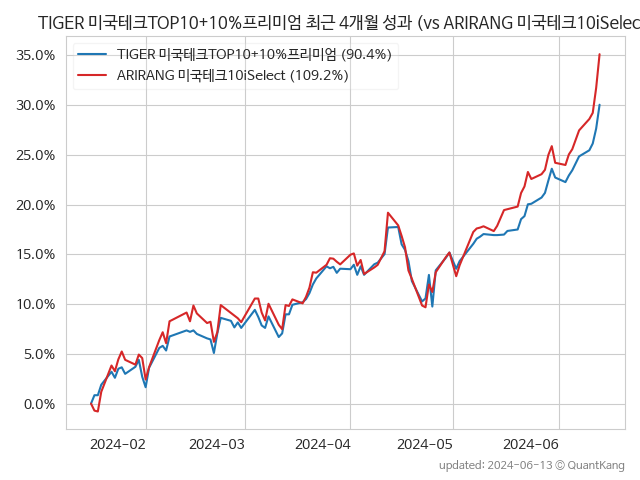 TIGER 미국테크TOP10+10%프리미엄 최근 4개월 성과 (vs ARIRANG 미국테크10iSelec
35.0%
TIGER 미국테크TOP10+10%프리미엄 (90.4%)
ARIRANG 미국테크10iSelect (109.2%)
30.0%
25.0%
20.0%
15.0%
10.0%
5.0%
0.0%
2024-02 2024-03 2024-04 2024-05 2024-06
updated: 2024-06-13 © QuantKang